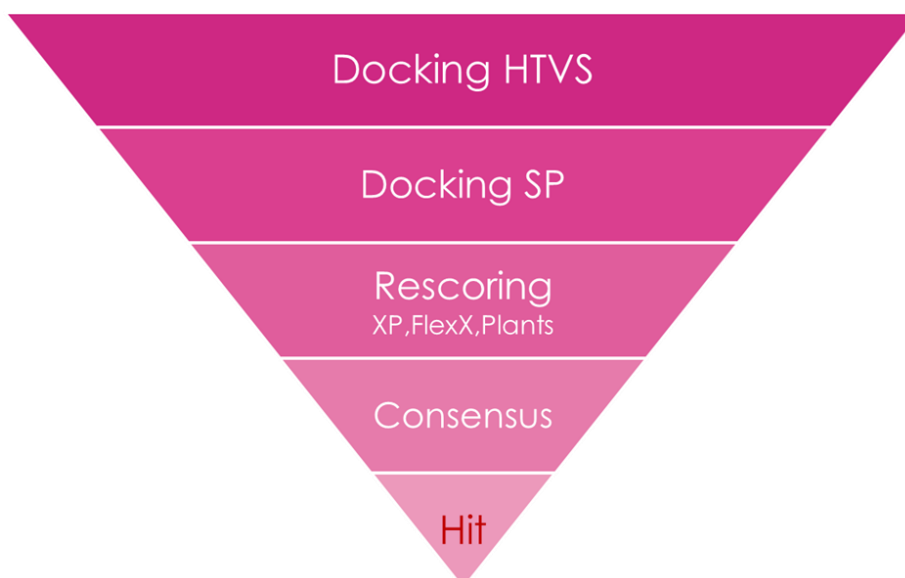 Docking HTVS
Docking SP
Rescoring
XP,FlexX,Plants
Consensus
Hit